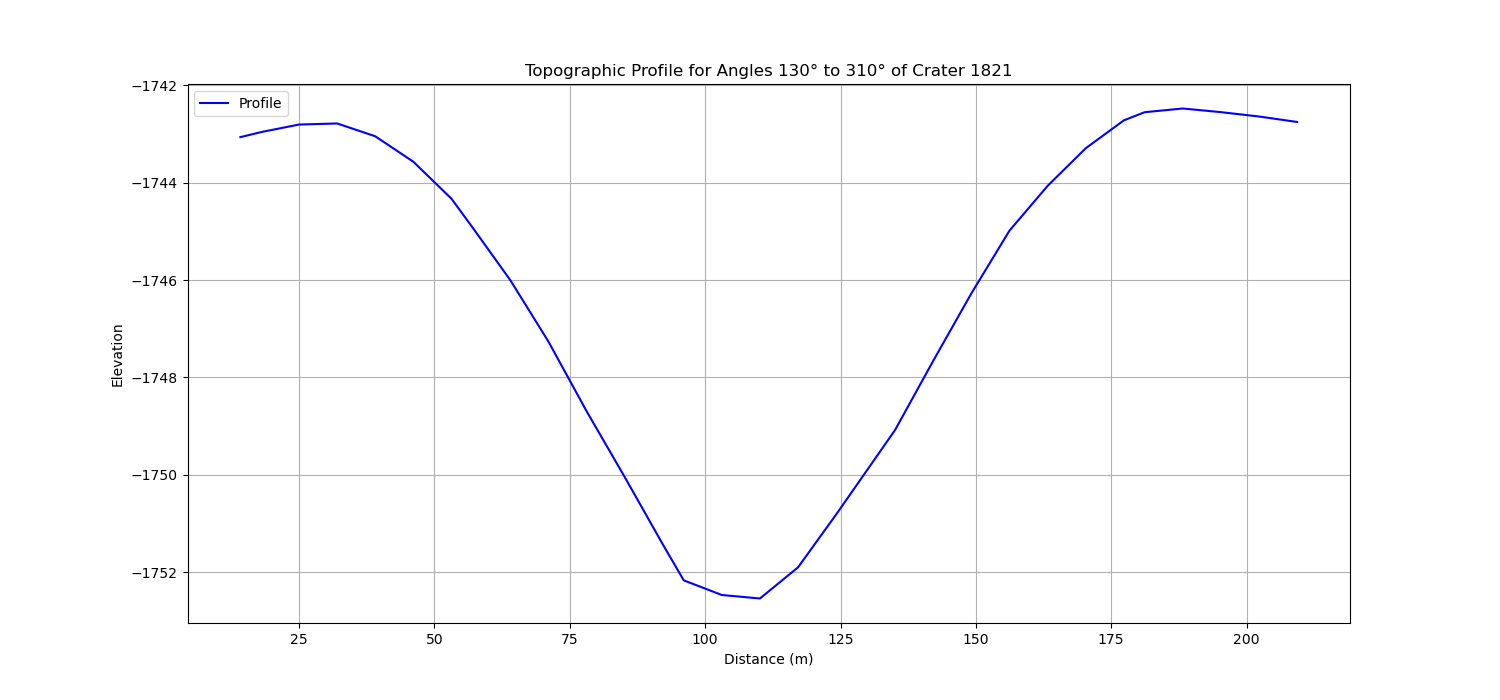 Topographic Profile for Angles 130° to 310° of Crater 1821
Profile
−1742
−1744
−1746
−1748
−1750
−1752
Elevation
25 50 75 100 125 150 175 200
Distance (m)